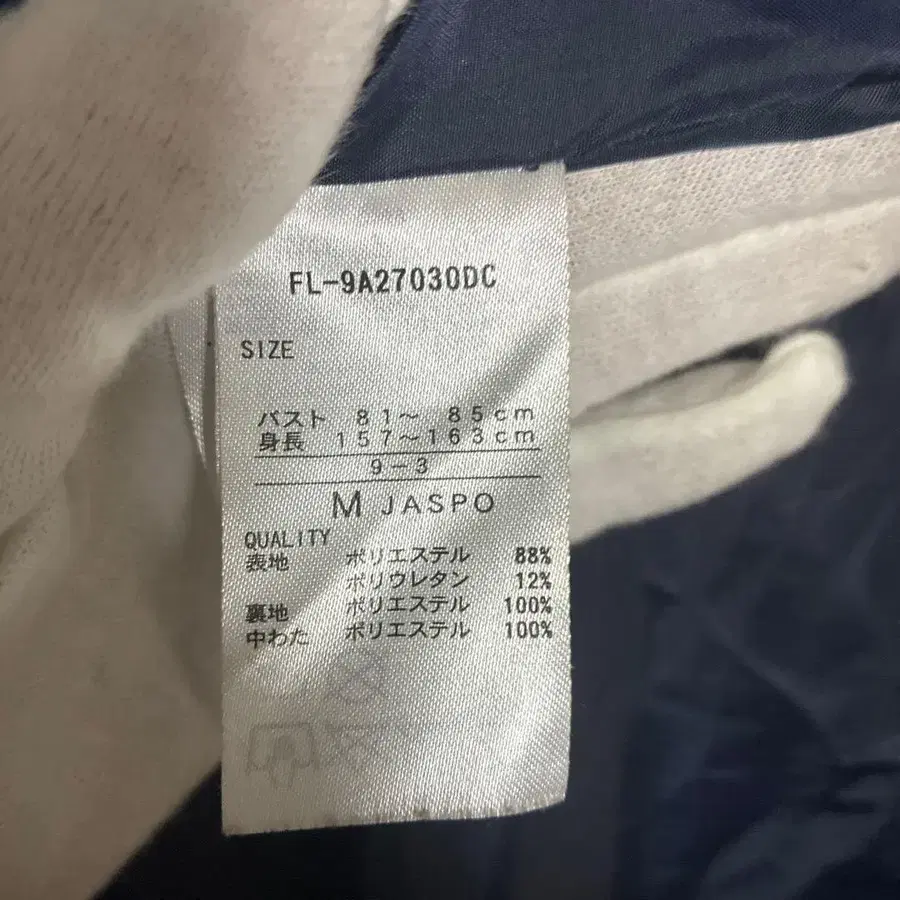 FL-9A27030DC
SIZE
バスト 81～ 85cm
身長 157～163cm
9-3
M JASPO
QUALITY
表地 ポリエステル 88%
ポリウレタン 12%
裏地 ポリエステル 100%
中わた ポリエステル 100%